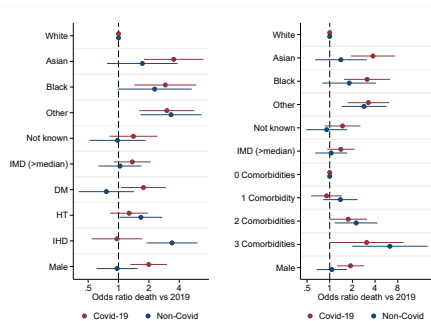 White
Asian
Black
Other
Not known
IMD (>median)
DM
HT
IHD
Male
.5 1 2 4
Odds ratio death vs 2019
Covid-19 Non-Covid
White
Asian
Black
Other
Not known
IMD (>median)
0 Comorbidities
1 Comorbidity
2 Comorbidities
3 Comorbidities
Male
.5 1 2 4 8
Odds ratio death vs 2019
Covid-19 Non-Covid